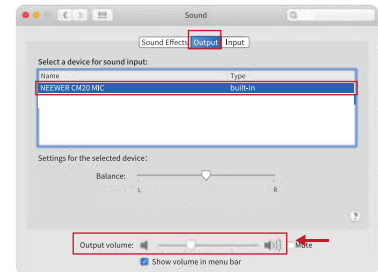 Sound
Sound Effects Output Input
Select a device for sound input:
Name Type
NEEWER CM20 MIC built-in
Settings for the selected device:
Balance:
L R
?
Output volume: Mute
Show volume in menu bar